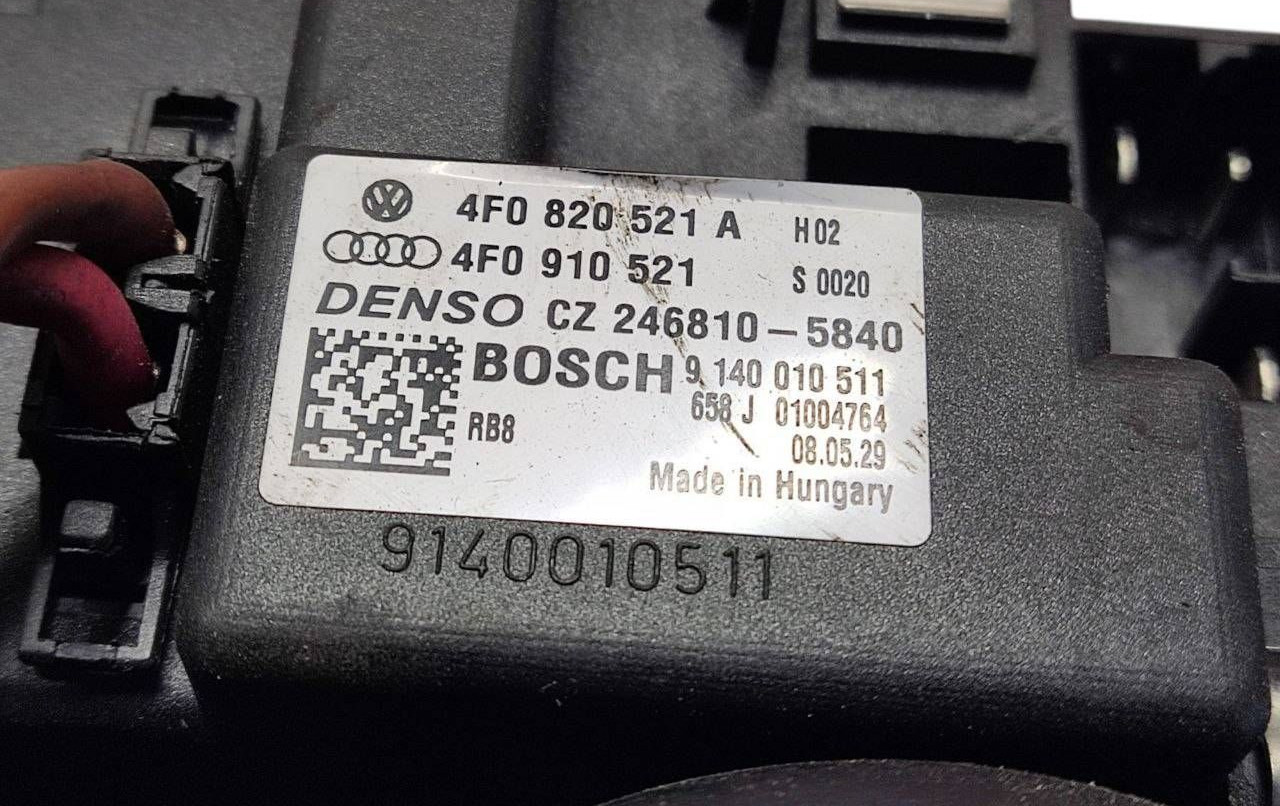 4F0 820 521 A H02
4F0 910 521 S 0020
DENSO CZ 246810-5840
BOSCH 9 140 010 511
658 J 01004764
RB8
08.05.29
Made in Hungary
9140010511